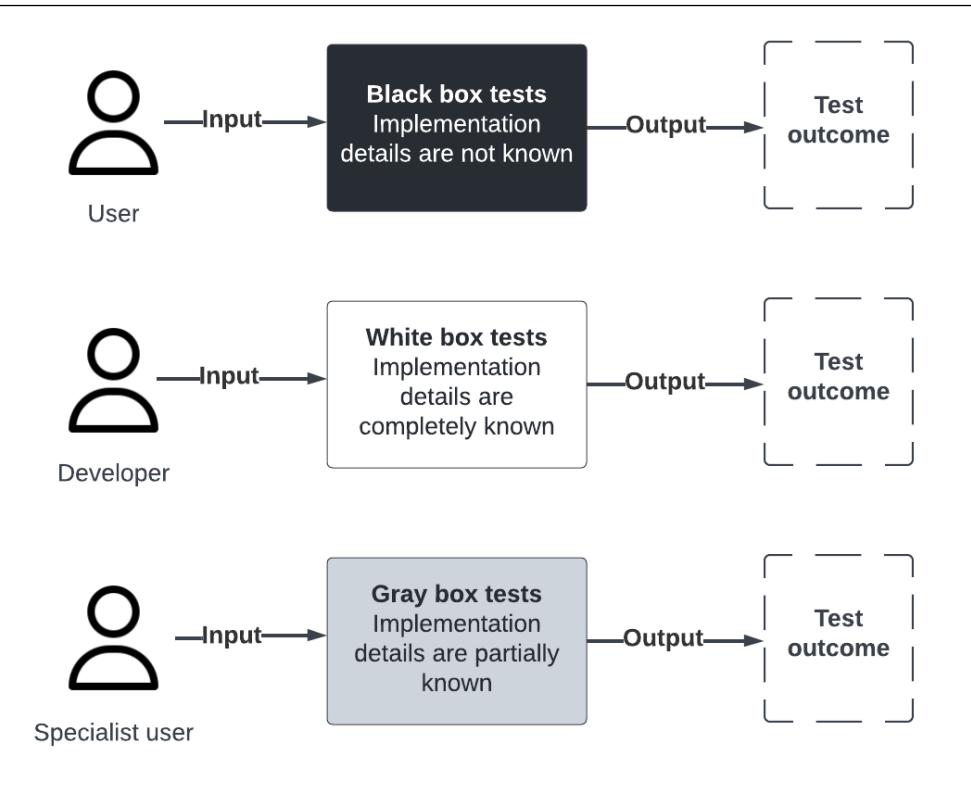 Black box tests
Implementation
details are not known
Input
Output
Test
outcome
User
White box tests
Implementation
details are
completely known
Input
Output
Test
outcome
Developer
Gray box tests
Implementation
details are partially
known
Input
Output
Test
outcome
Specialist user